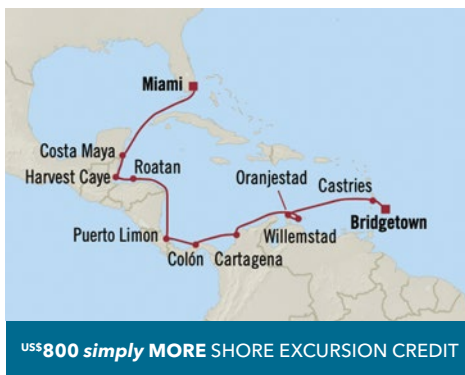 Miami
Costa Maya
Harvest Caye
Roatan
Oranjestad
Castries
Bridgetown
Puerto Limon
Willemstad
Colón
Cartagena
US$800 simply MORE SHORE EXCURSION CREDIT